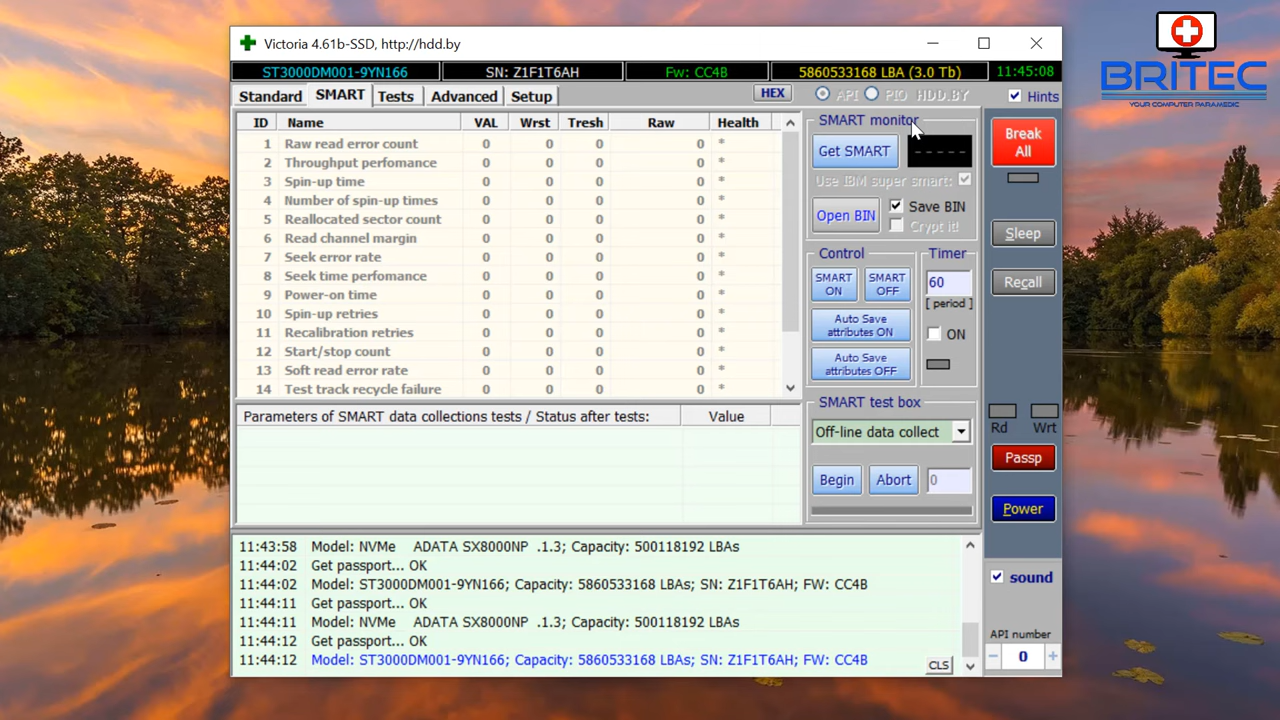 Victoria 4.61b-SSD, http://hdd.by
BRITEC
YOUR COMPUTER PARAMEDIC
ST3000DM001-9YN166 SN: Z1F1T6AH Fw: CC4B 5860533168 LBA (3.0 Tb) 11:45:08
Standard SMART Tests Advanced Setup HEX API PIO HDD.BY Hints
ID Name VAL Wrst Tresh Raw Health
1 Raw read error count 0 0 0 0 *
2 Throughput perfomance 0 0 0 0 *
3 Spin-up time 0 0 0 0 *
4 Number of spin-up times 0 0 0 0 *
5 Reallocated sector count 0 0 0 0 *
6 Read channel margin 0 0 0 0 *
7 Seek error rate 0 0 0 0 *
8 Seek time perfomance 0 0 0 0 *
9 Power-on time 0 0 0 0 *
10 Spin-up retries 0 0 0 0 *
11 Recalibration retries 0 0 0 0 *
12 Start/stop count 0 0 0 0 *
13 Soft read error rate 0 0 0 0 *
14 Test track recycle failure 0 0 0 0 *
SMART monitor
Get SMART - - - - -
Use IBM super smart:
Open BIN Save BIN
Crypt it!
Control Timer
SMART ON SMART OFF 60
[ period ]
Auto Save attributes ON
ON
Auto Save attributes OFF
SMART test box
Off-line data collect
Begin Abort 0
Parameters of SMART data collections tests / Status after tests: Value
Break All
Sleep
Recall
Rd Wrt
Passp
Power
sound
API number
− 0 +
11:43:58 Model: NVMe ADATA SX8000NP .1.3; Capacity: 500118192 LBAs
11:44:02 Get passport... OK
11:44:02 Model: ST3000DM001-9YN166; Capacity: 5860533168 LBAs; SN: Z1F1T6AH; FW: CC4B
11:44:11 Get passport... OK
11:44:11 Model: NVMe ADATA SX8000NP .1.3; Capacity: 500118192 LBAs
11:44:12 Get passport... OK
11:44:12 Model: ST3000DM001-9YN166; Capacity: 5860533168 LBAs; SN: Z1F1T6AH; FW: CC4B
CLS